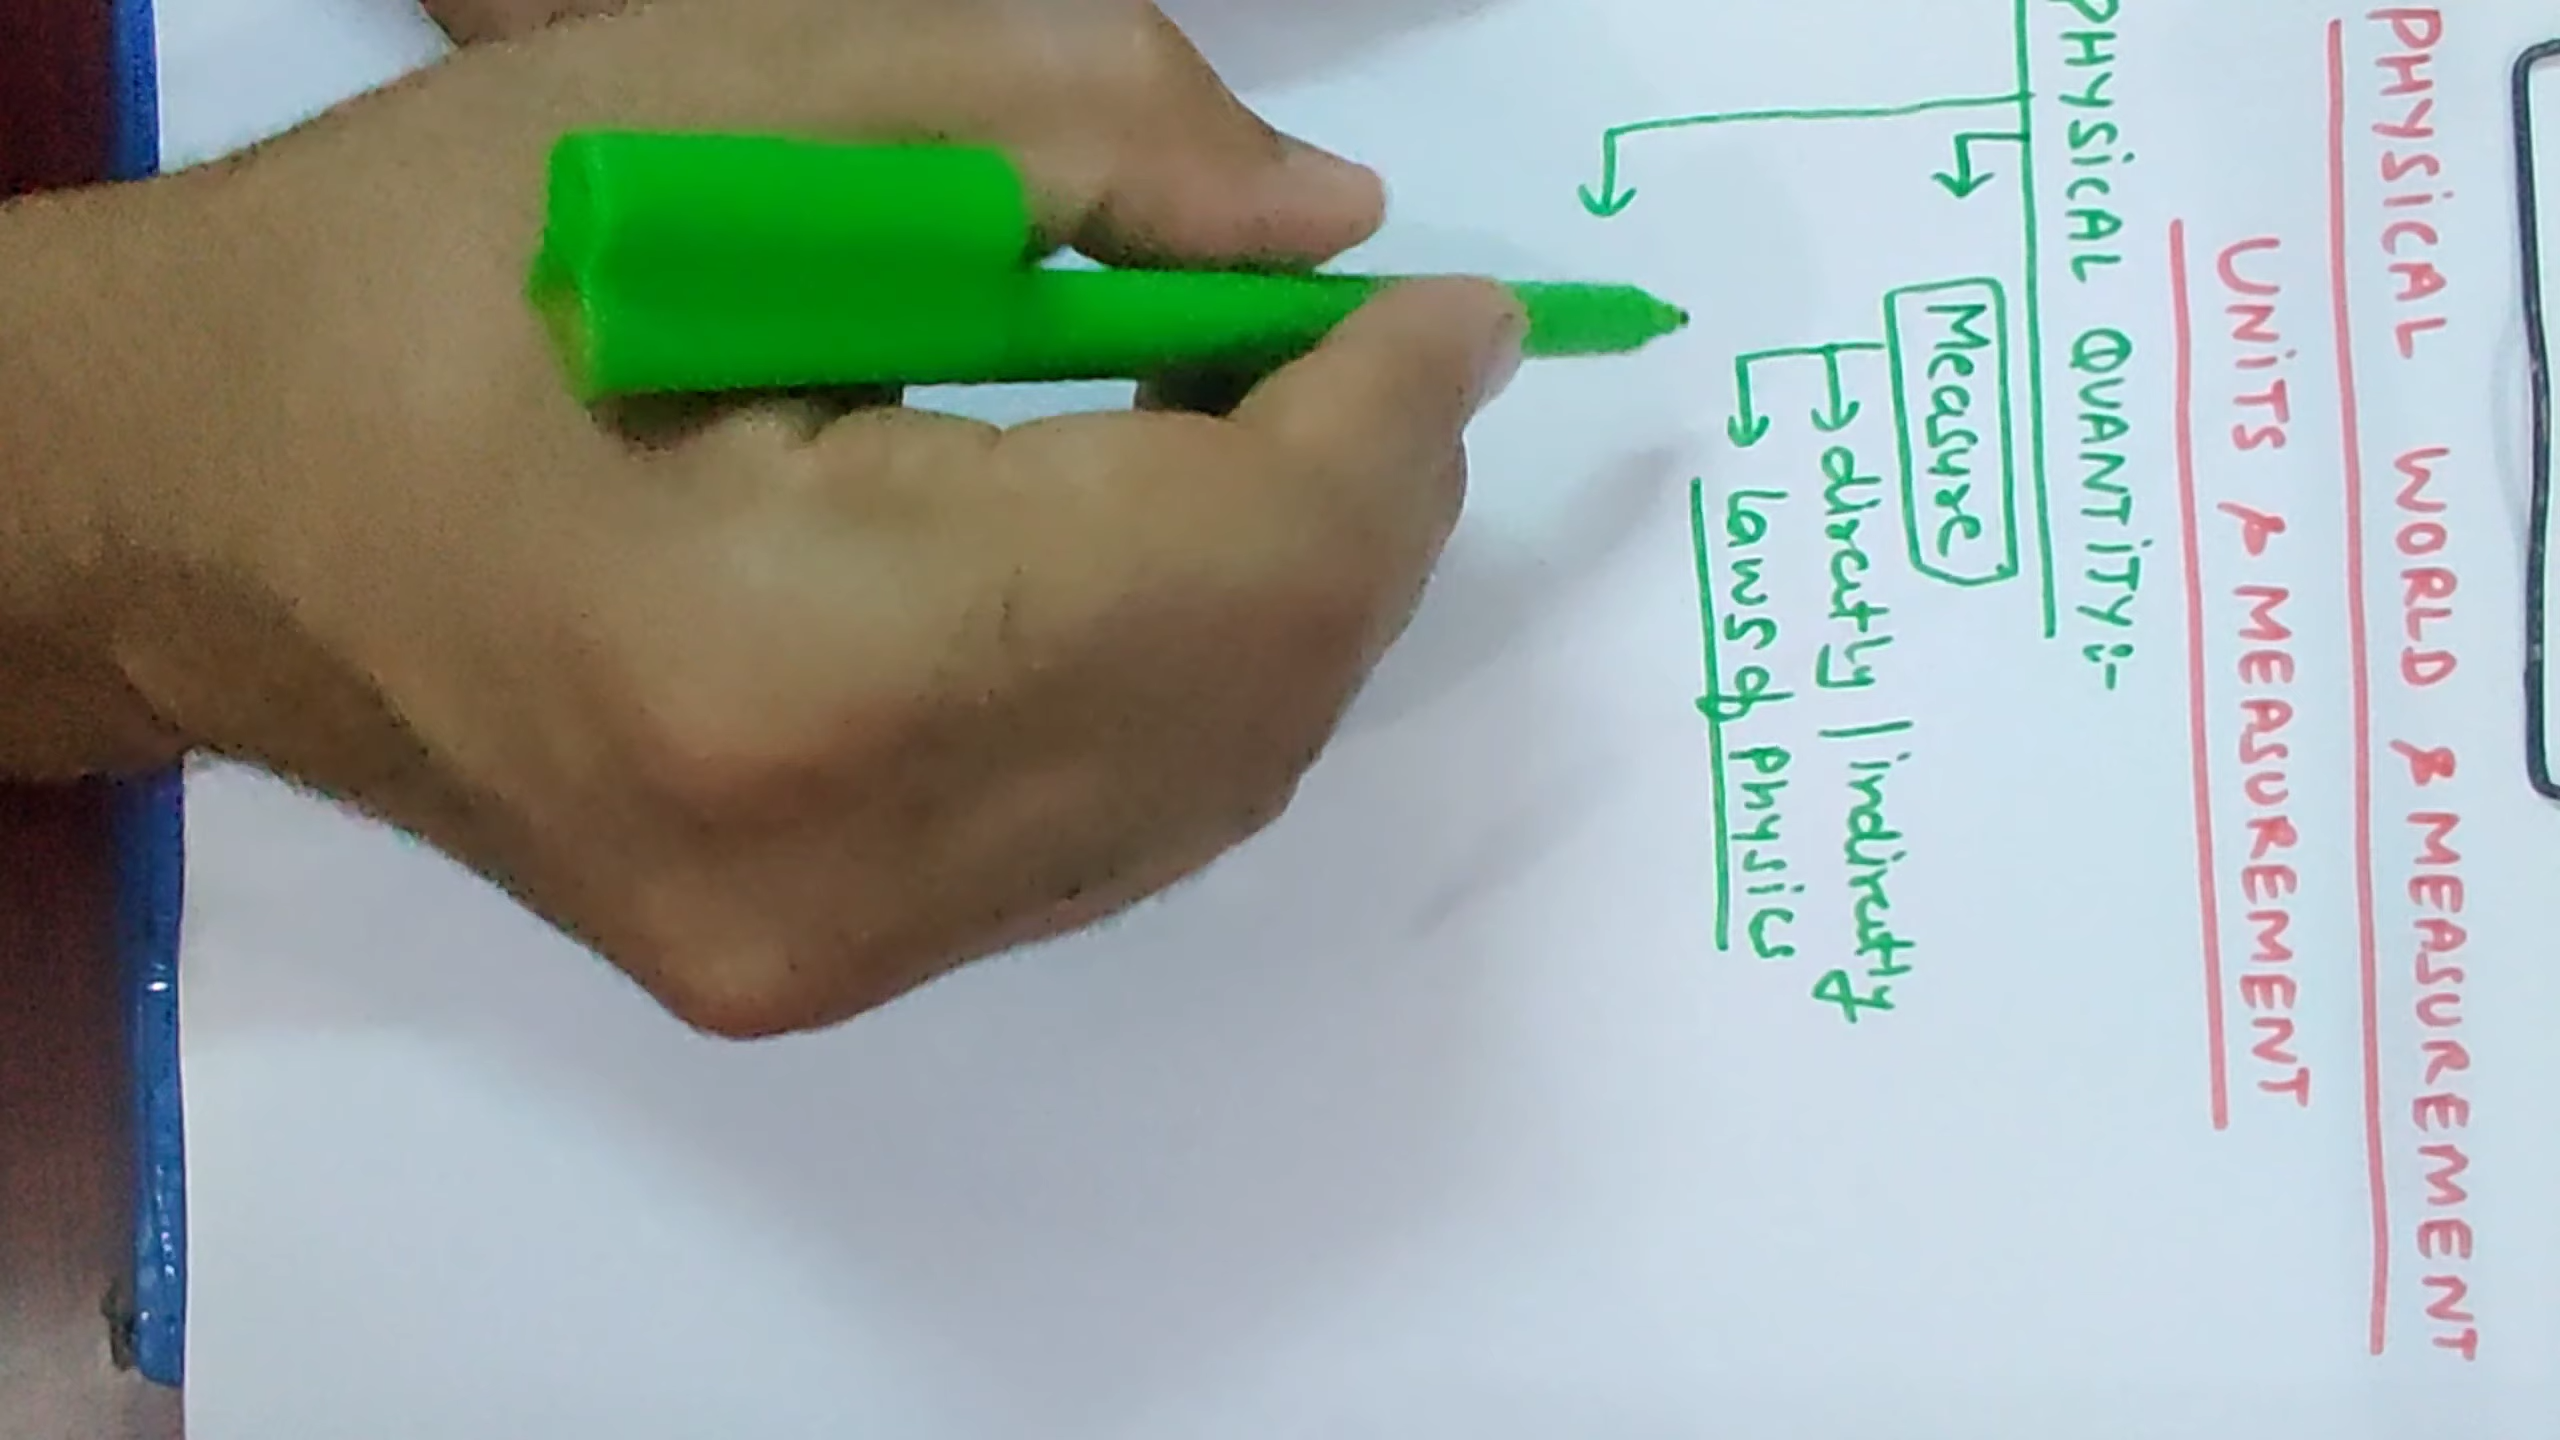 PHYSICAL WORLD & MEASUREMENT
UNITS & MEASUREMENT
PHYSICAL QUANTITY:-
Measure
directly / indirectly
laws of physics